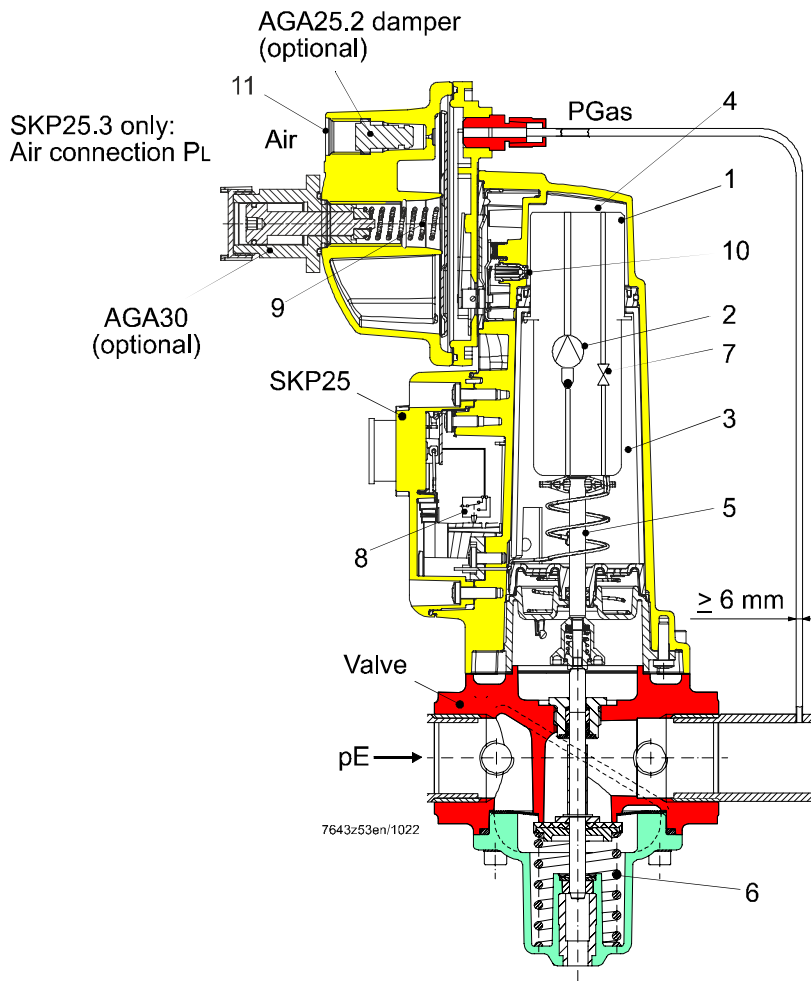 AGA25.2 damper
(optional)
11
SKP25.3 only:
Air connection PL
Air
PGas
4
1
10
9
AGA30
(optional)
2
7
SKP25
3
8
5
≥ 6 mm
Valve
pE
7643z53en/1022
6